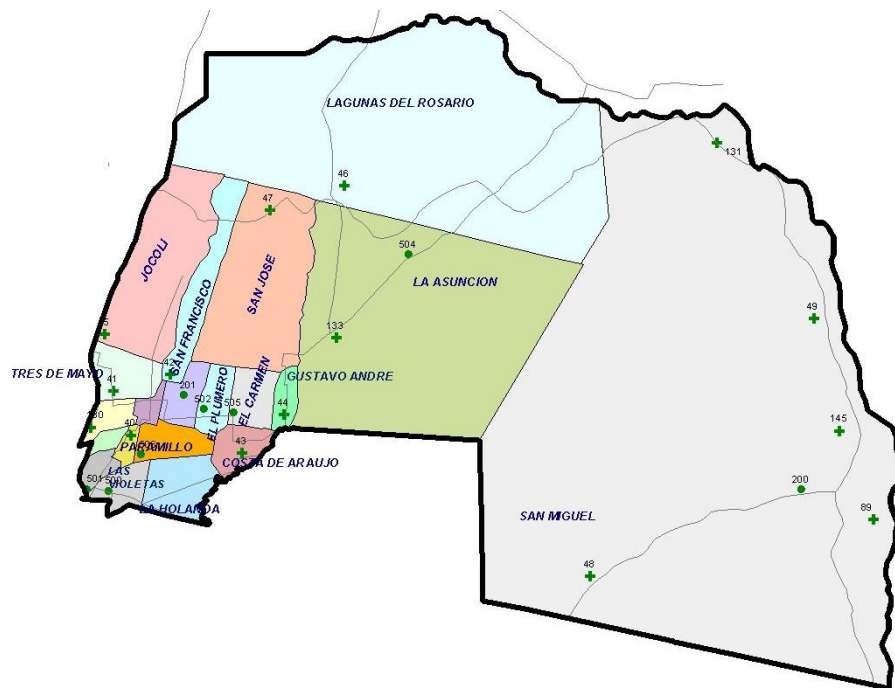 LAGUNAS DEL ROSARIO
131
46
47
JOCOLI
SAN FRANCISCO
SAN JOSE
504
LA ASUNCION
49
133
TRES DE MAYO
41
42
201
502
EL PLUMERO
505
EL CARMEN
GUSTAVO ANDRE
44
40
PARAMILLO
43
COSTA DE ARAUJO
145
LAS
VIOLETAS
501
500
LA HOLANDA
200
SAN MIGUEL
89
48